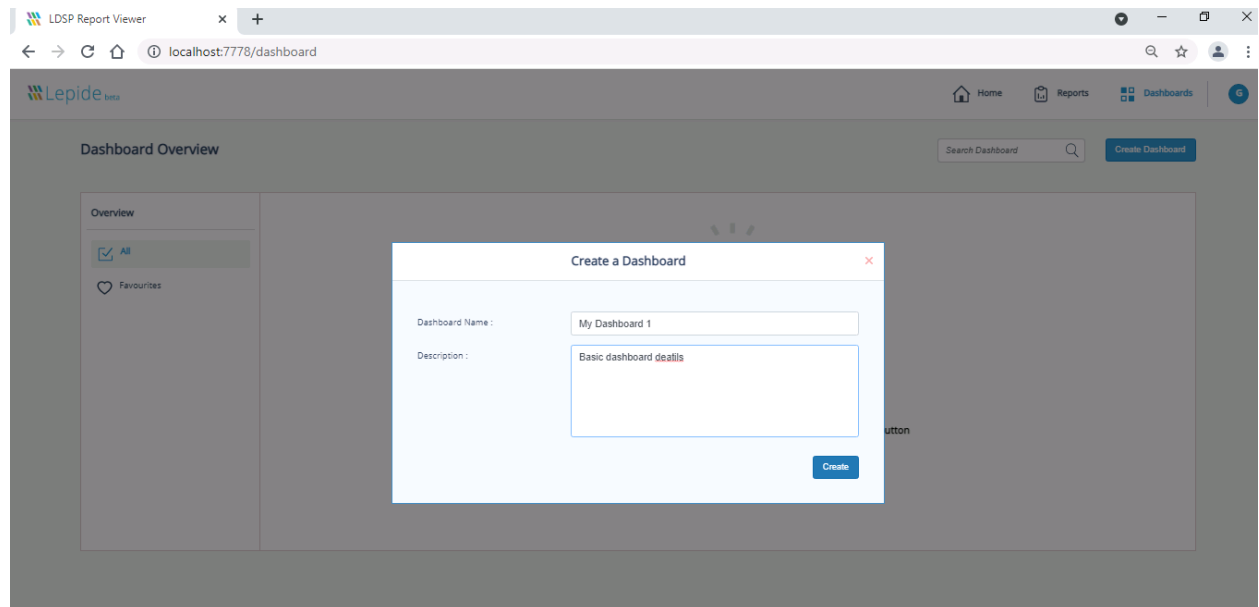 LDSP Report Viewer
localhost:7778/dashboard
Lepide beta
Home
Reports
Dashboards
G
Dashboard Overview
Search Dashboard
Create Dashboard
Overview
All
Favourites
Create a Dashboard
Dashboard Name :
My Dashboard 1
Description :
Basic dashboard deatils
utton
Create